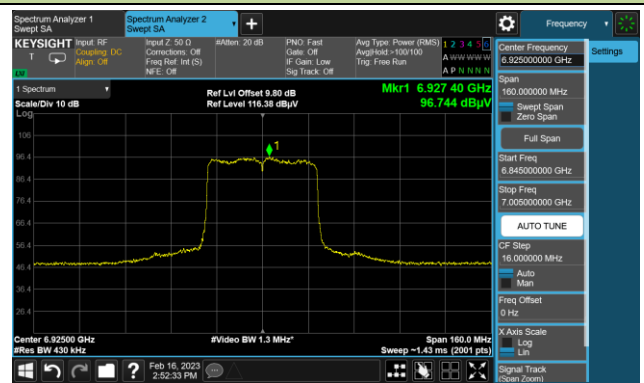 Spectrum Analyzer 1
Swept SA
Spectrum Analyzer 2
Swept SA
+
Frequency
KEYSIGHT
T
LV
Input: RF
Coupling: DC
Align: Off
Input Z: 50 Ω
Corrections: Off
Freq Ref: Int (S)
NFE: Off
#Atten: 20 dB
PNO: Fast
Gate: Off
IF Gain: Low
Sig Track: Off
Avg Type: Power (RMS)
Avg|Hold:>100/100
Trig: Free Run
1 2 3 4 5 6
A W W W W W
A P N N N N
1 Spectrum
Scale/Div 10 dB
Log
Ref Lvl Offset 9.80 dB
Ref Level 116.38 dBµV
Mkr1 6.927 40 GHz
96.744 dBµV
106
96.4
86.4
76.4
66.4
56.4
46.4
36.4
26.4
1
Center 6.92500 GHz
#Res BW 430 kHz
#Video BW 1.3 MHz*
Span 160.0 MHz
Sweep ~1.43 ms (2001 pts)
Feb 16, 2023
2:52:33 PM
Center Frequency
6.925000000 GHz
Settings
Span
160.000000 MHz
Swept Span
Zero Span
Full Span
Start Freq
6.845000000 GHz
Stop Freq
7.005000000 GHz
AUTO TUNE
CF Step
16.000000 MHz
Auto
Man
Freq Offset
0 Hz
X Axis Scale
Log
Lin
Signal Track
(Span Zoom)